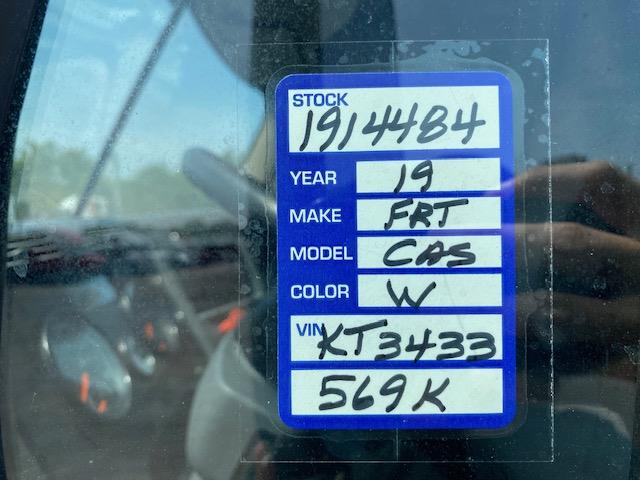 STOCK
1914484
YEAR 19
MAKE FRT
MODEL CAS
COLOR W
VIN KT3433
569K